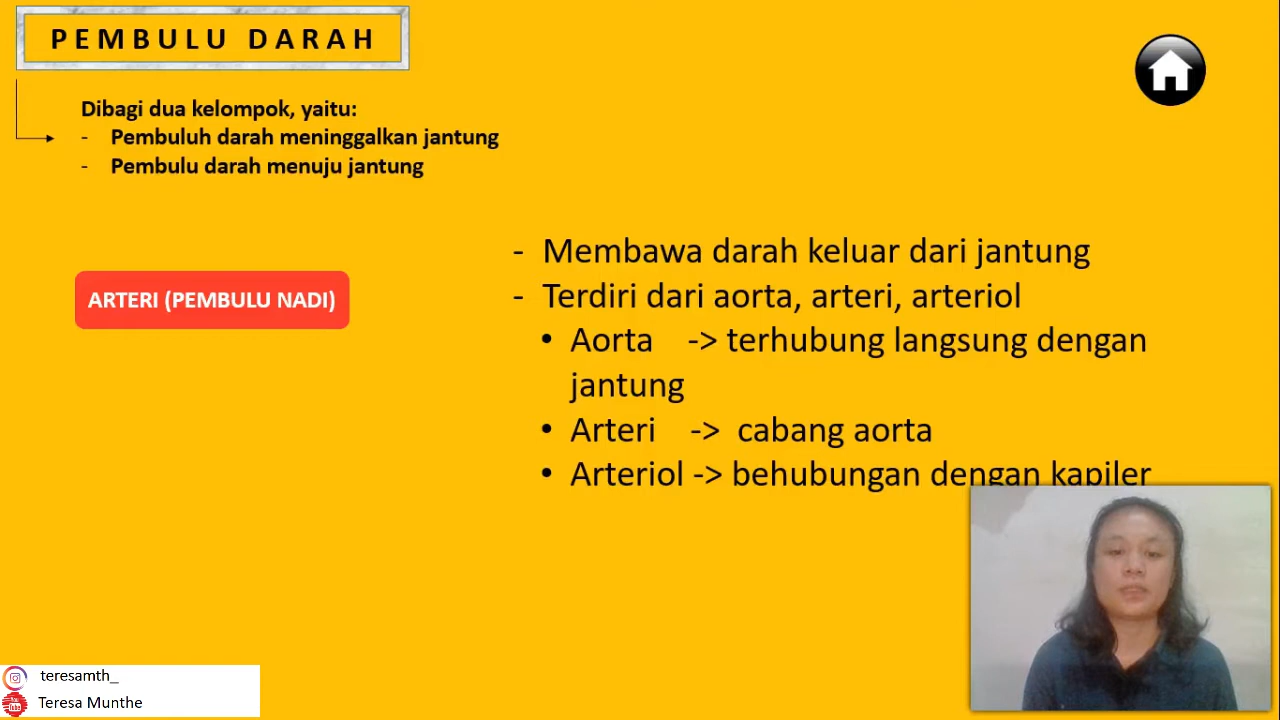 PEMBULU DARAH
Dibagi dua kelompok, yaitu:
- Pembuluh darah meninggalkan jantung
- Pembulu darah menuju jantung
ARTERI (PEMBULU NADI)
- Membawa darah keluar dari jantung
- Terdiri dari aorta, arteri, arteriol
• Aorta -> terhubung langsung dengan
jantung
• Arteri -> cabang aorta
• Arteriol -> behubungan dengan kapiler
teresamth_
Teresa Munthe